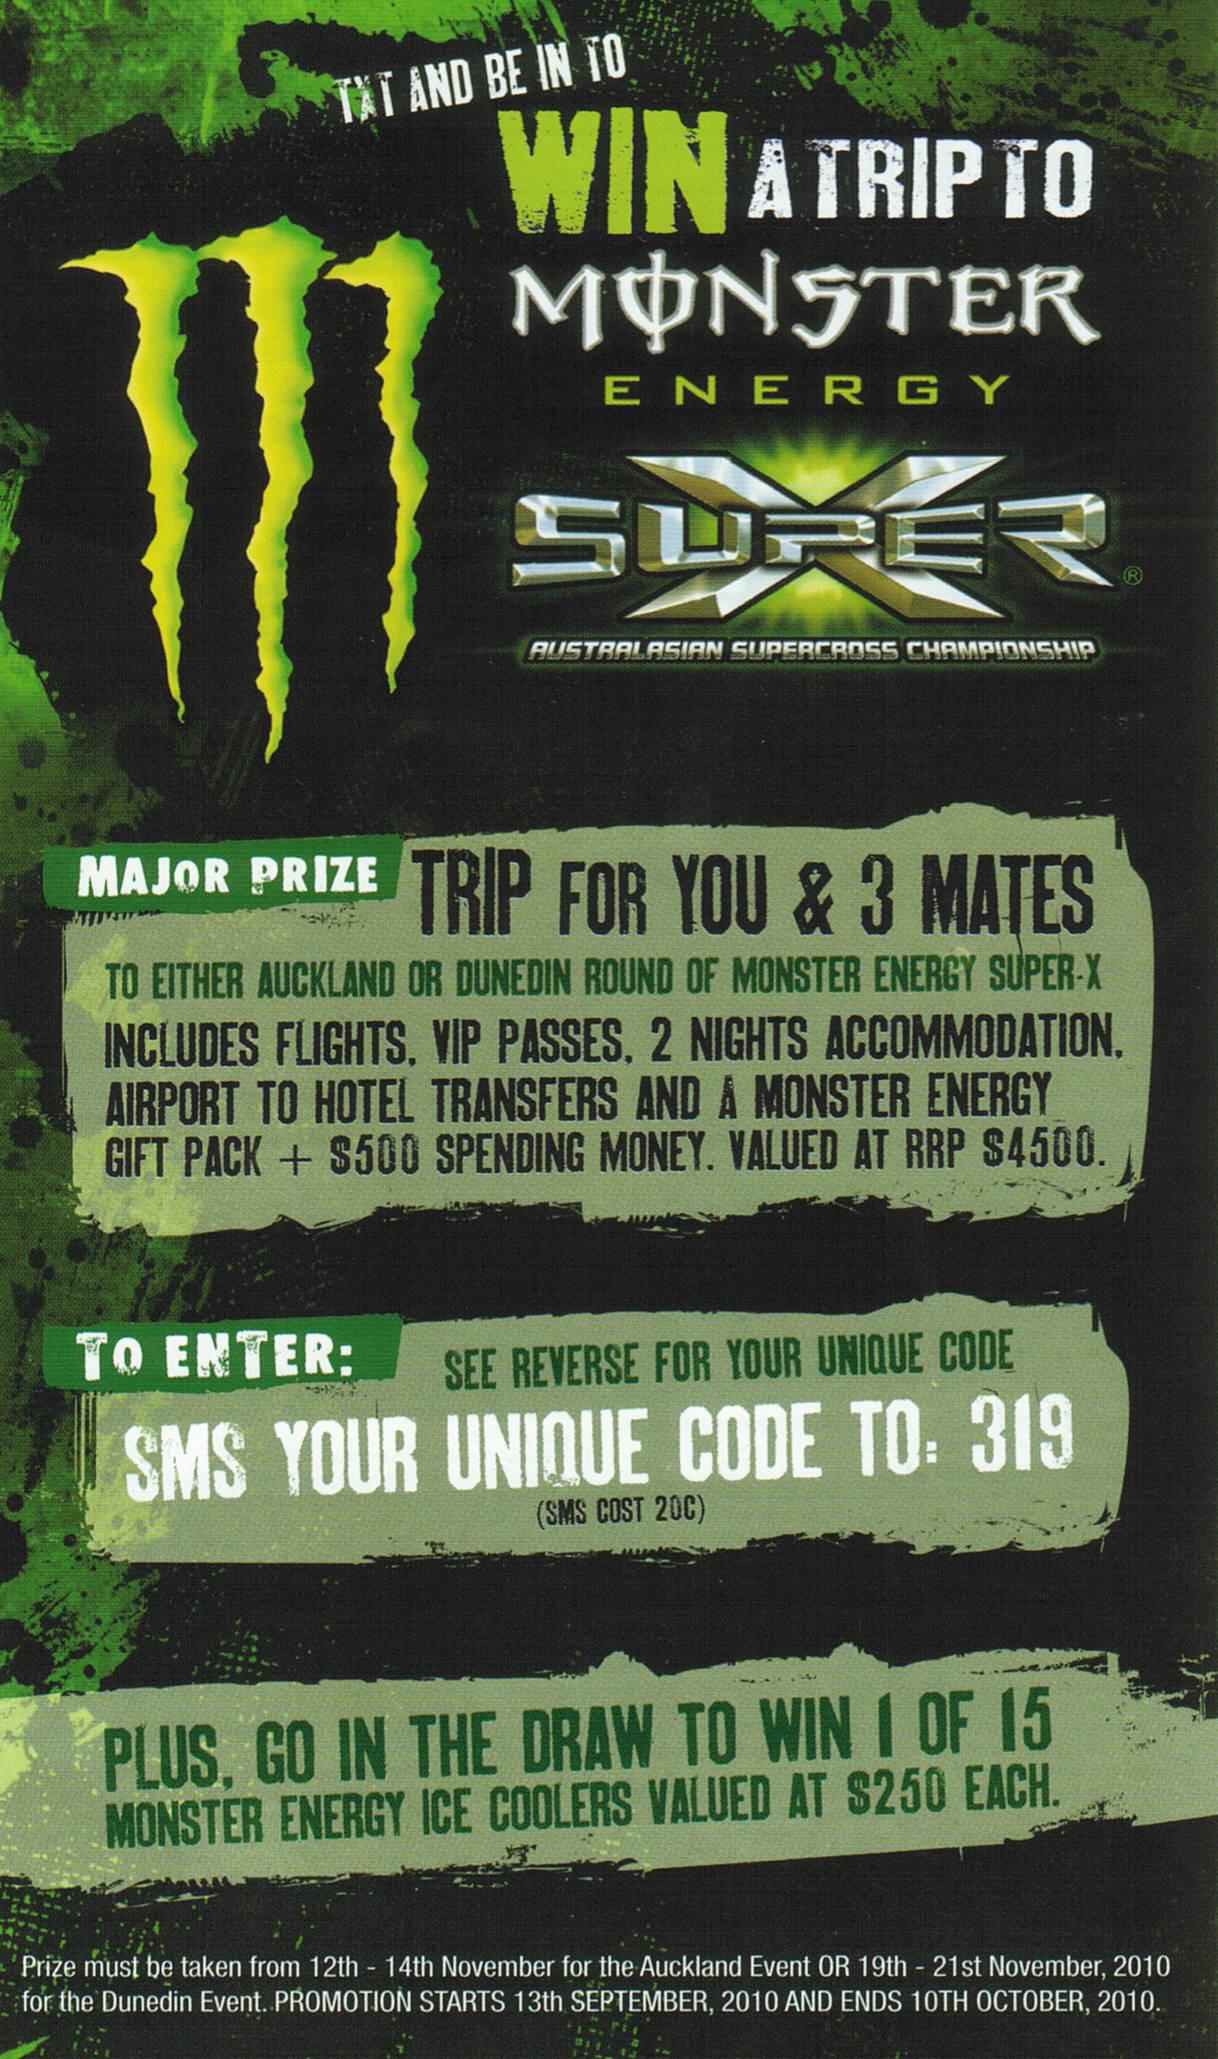 TXT AND BE IN TO
WIN A TRIP TO
MONSTER
ENERGY
SUPER X ®
AUSTRALASIAN SUPERCROSS CHAMPIONSHIP
MAJOR PRIZE TRIP FOR YOU & 3 MATES
TO EITHER AUCKLAND OR DUNEDIN ROUND OF MONSTER ENERGY SUPER-X
INCLUDES FLIGHTS, VIP PASSES, 2 NIGHTS ACCOMMODATION,
AIRPORT TO HOTEL TRANSFERS AND A MONSTER ENERGY
GIFT PACK + $500 SPENDING MONEY. VALUED AT RRP $4500.
TO ENTER: SEE REVERSE FOR YOUR UNIQUE CODE
SMS YOUR UNIQUE CODE TO: 319
(SMS COST 20C)
PLUS, GO IN THE DRAW TO WIN 1 OF 15
MONSTER ENERGY ICE COOLERS VALUED AT $250 EACH.
Prize must be taken from 12th - 14th November for the Auckland Event OR 19th - 21st November, 2010
for the Dunedin Event. PROMOTION STARTS 13th SEPTEMBER, 2010 AND ENDS 10TH OCTOBER, 2010.